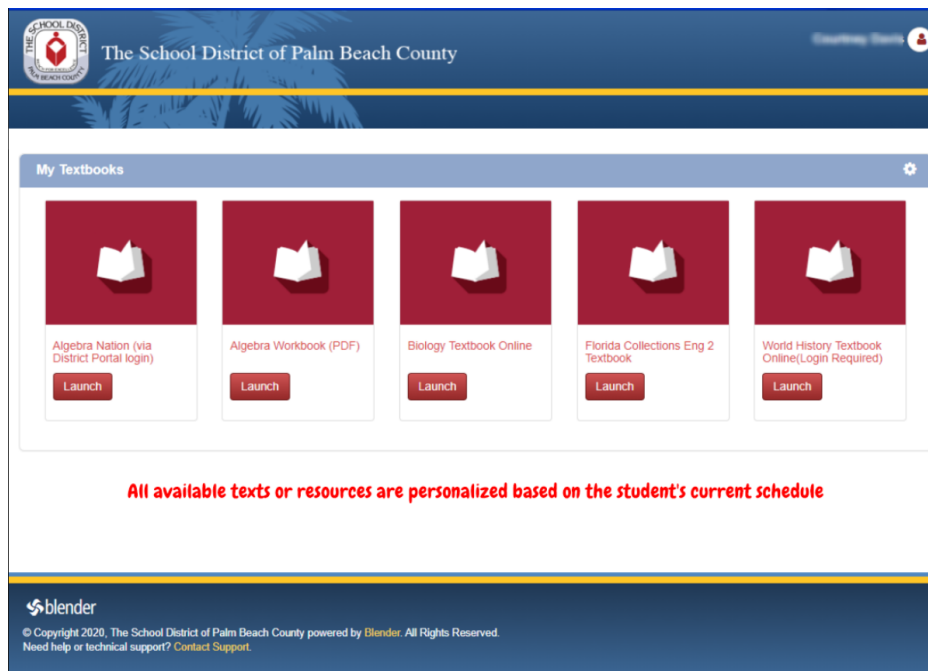 THE SCHOOL DISTRICT
PALM BEACH COUNTY
The School District of Palm Beach County
My Textbooks
Algebra Nation (via
District Portal login)
Launch
Algebra Workbook (PDF)
Launch
Biology Textbook Online
Launch
Florida Collections Eng 2
Textbook
Launch
World History Textbook
Online(Login Required)
Launch
All available texts or resources are personalized based on the student's current schedule
blender
© Copyright 2020, The School District of Palm Beach County powered by Blender. All Rights Reserved.
Need help or technical support? Contact Support.